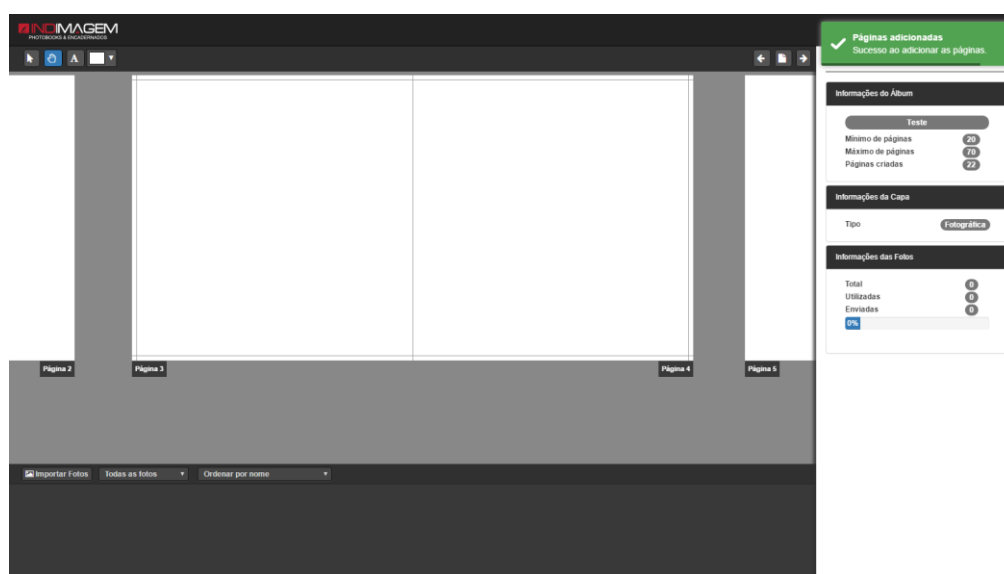 INDIMAGEM
PHOTOBOOKS & ENCADERNADOS
A
Páginas adicionadas
Sucesso ao adicionar as páginas.
Informações do Álbum
Teste
Mínimo de páginas 20
Máximo de páginas 70
Páginas criadas 22
Informações da Capa
Tipo Fotográfica
Informações das Fotos
Total 0
Utilizadas 0
Enviadas 0
0%
Página 2
Página 3
Página 4
Página 5
Importar Fotos Todas as fotos Ordenar por nome